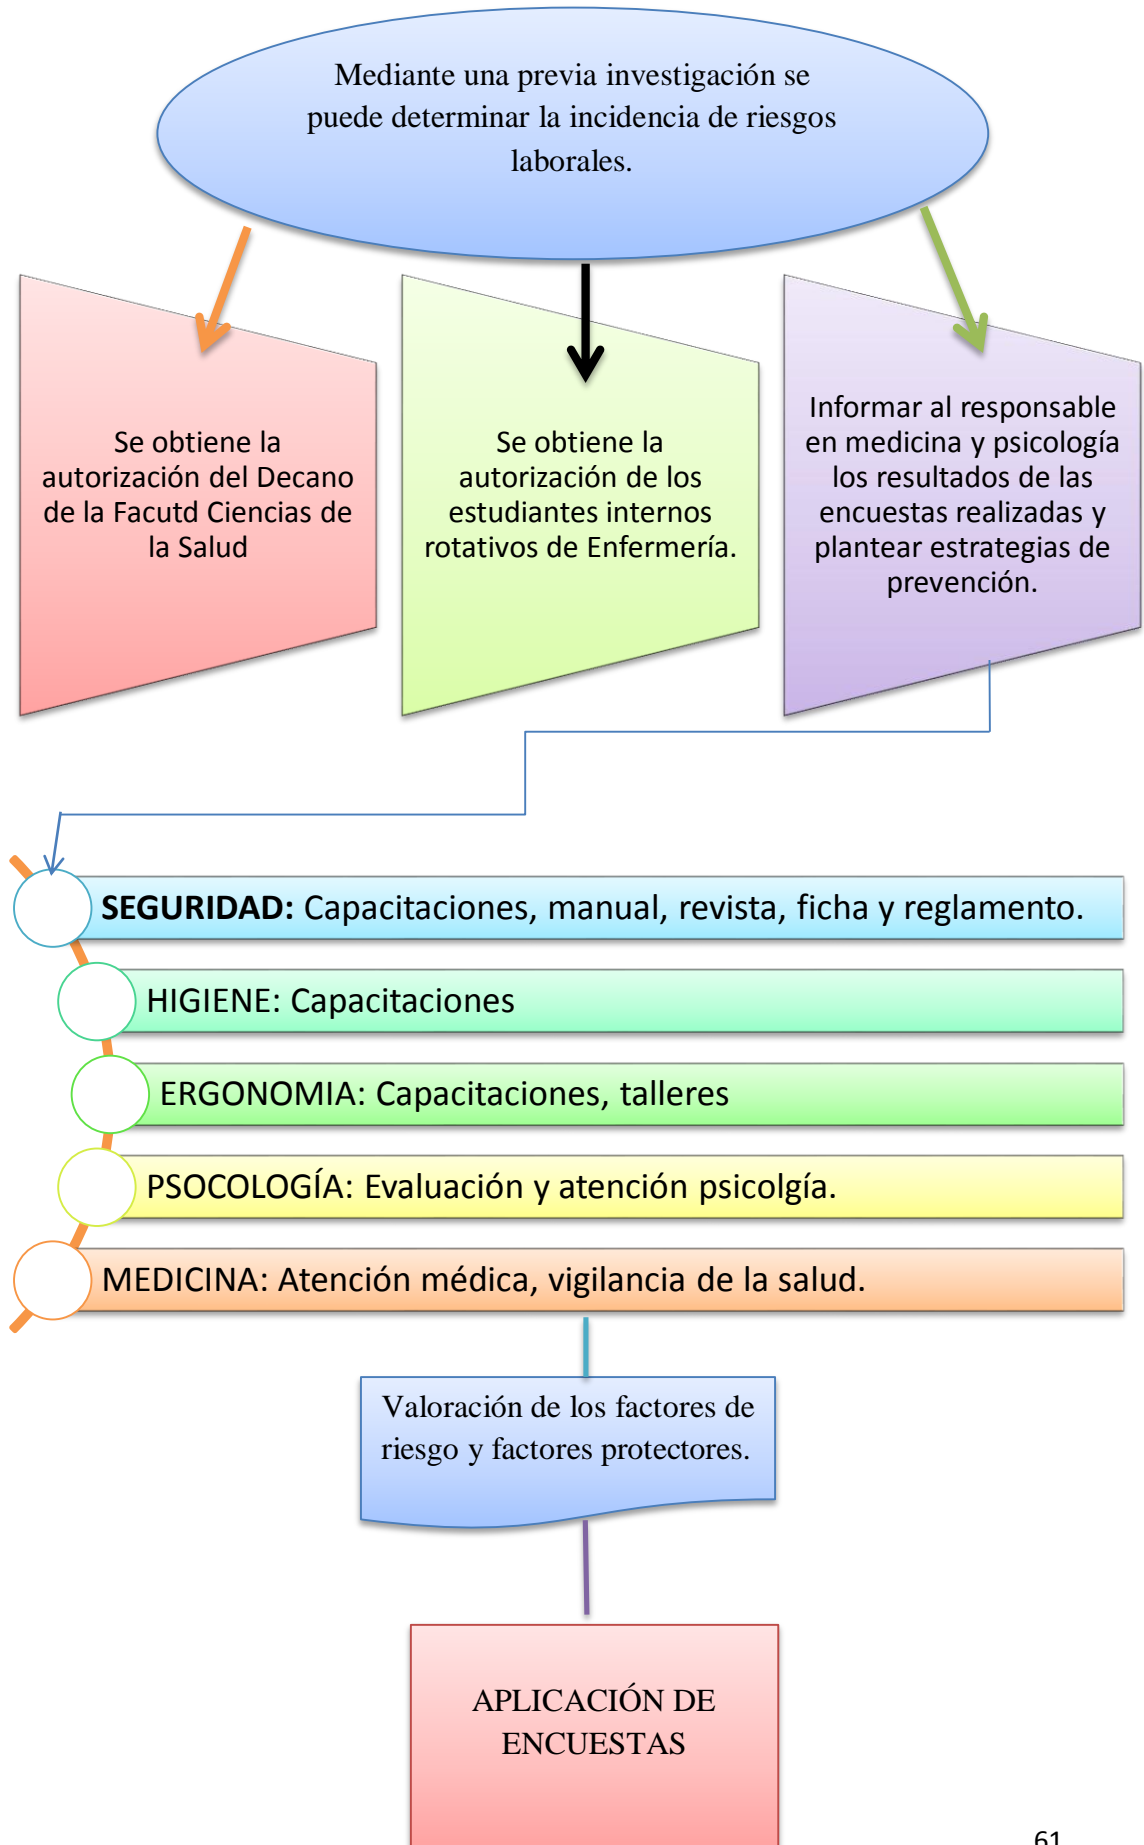 Mediante una previa investigación se
puede determinar la incidencia de riesgos
laborales.
Se obtiene la
autorización del Decano
de la Facutd Ciencias de
la Salud
Se obtiene la
autorización de los
estudiantes internos
rotativos de Enfermería.
Informar al responsable
en medicina y psicología
los resultados de las
encuestas realizadas y
plantear estrategias de
prevención.
SEGURIDAD: Capacitaciones, manual, revista, ficha y reglamento.
HIGIENE: Capacitaciones
ERGONOMIA: Capacitaciones, talleres
PSOCOLOGÍA: Evaluación y atención psicolgía.
MEDICINA: Atención médica, vigilancia de la salud.
Valoración de los factores de
riesgo y factores protectores.
APLICACIÓN DE
ENCUESTAS
61